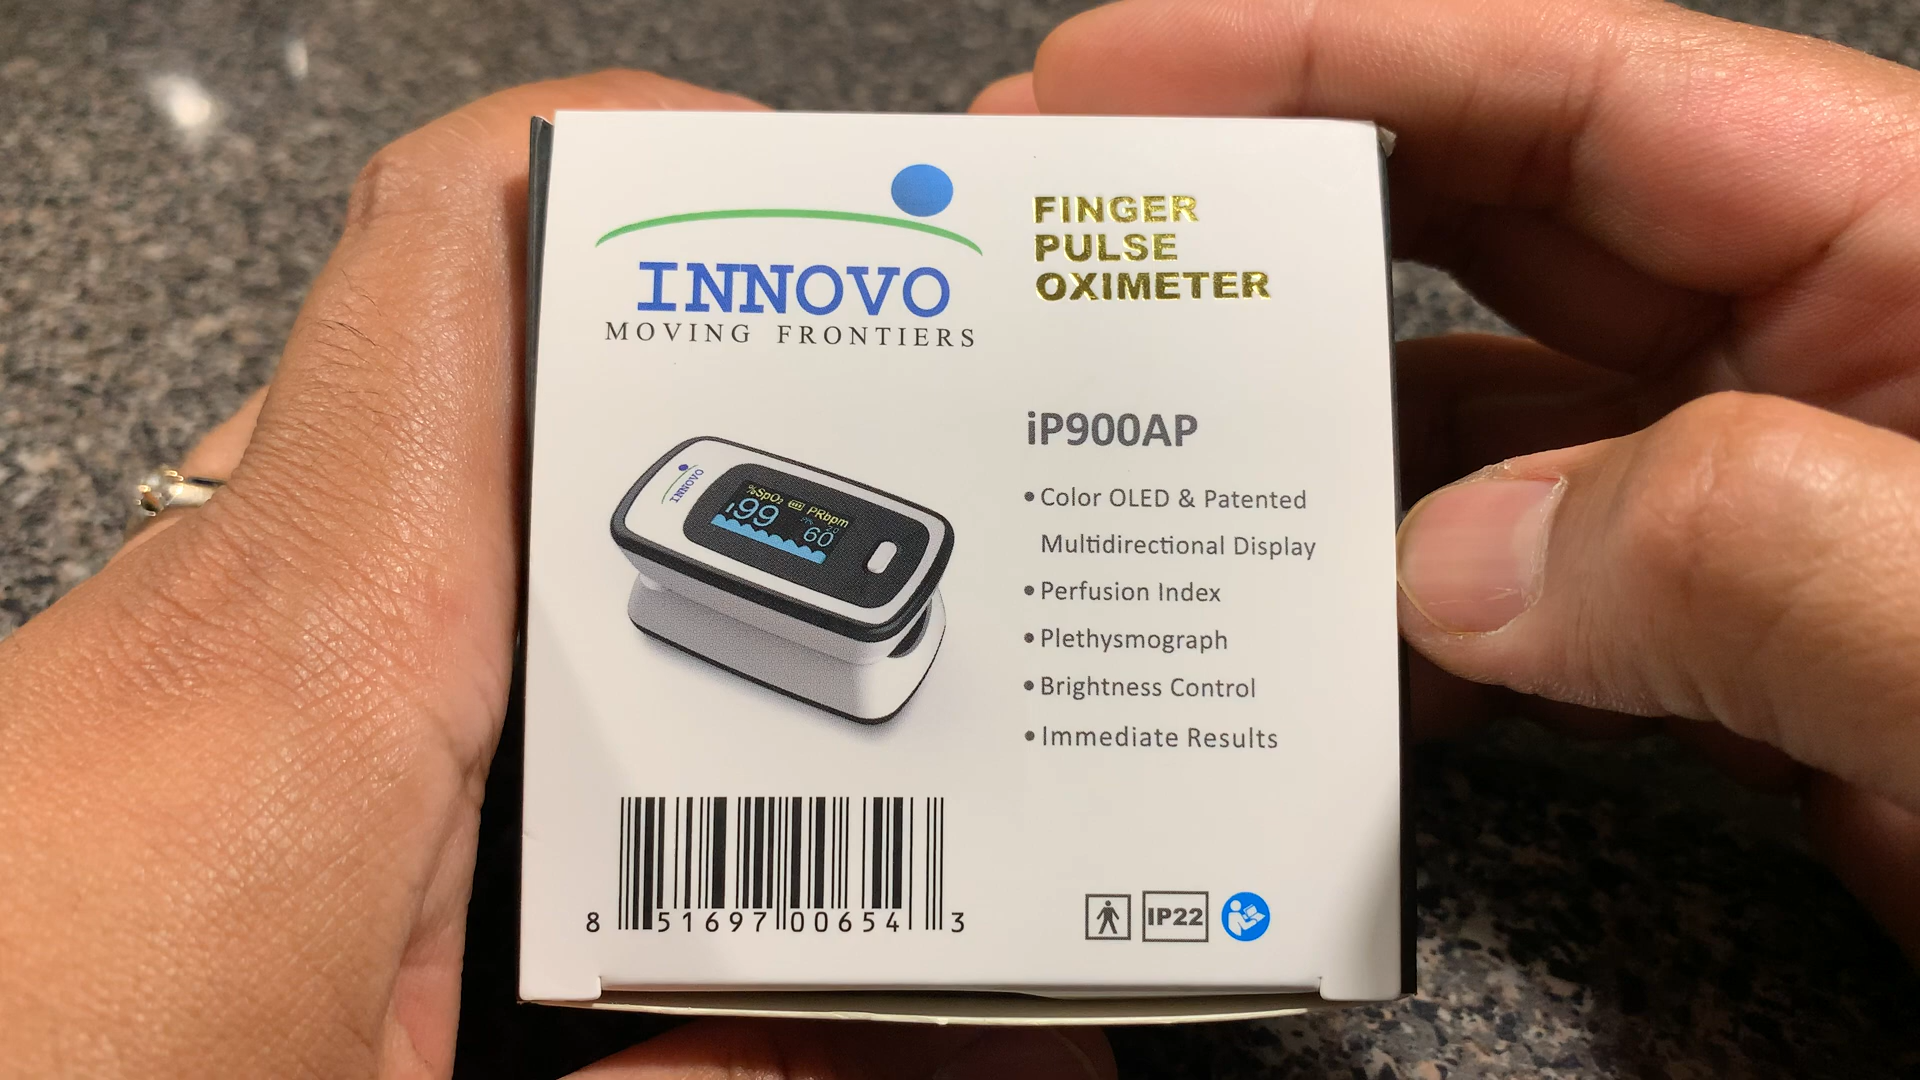 INNOVO
MOVING FRONTIERS
FINGER
PULSE
OXIMETER
iP900AP
• Color OLED & Patented
Multidirectional Display
• Perfusion Index
• Plethysmograph
• Brightness Control
• Immediate Results
INNOVO
%SpO₂ PRbpm
99 60
8 51697 00654 3
IP22